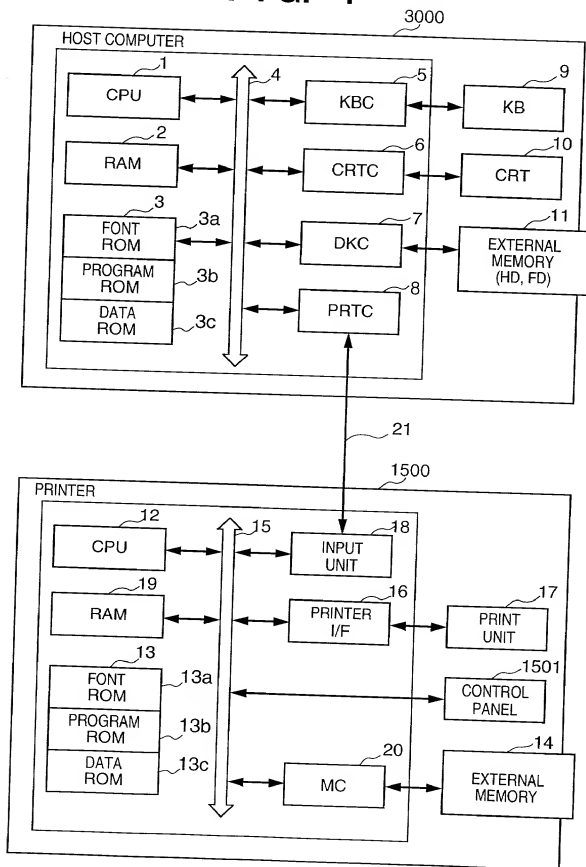 3000
HOST COMPUTER
1
4
5
9
CPU
KBC
KB
2
6
10
RAM
CRTC
CRT
3
3a
7
11
FONT
ROM
DKC
EXTERNAL
MEMORY
(HD, FD)
PROGRAM
ROM
3b
8
DATA
ROM
3c
PRTC
21
1500
PRINTER
12
15
18
CPU
INPUT
UNIT
19
16
17
RAM
PRINTER
I/F
PRINT
UNIT
13
13a
1501
FONT
ROM
CONTROL
PANEL
PROGRAM
ROM
13b
20
14
DATA
ROM
13c
MC
EXTERNAL
MEMORY